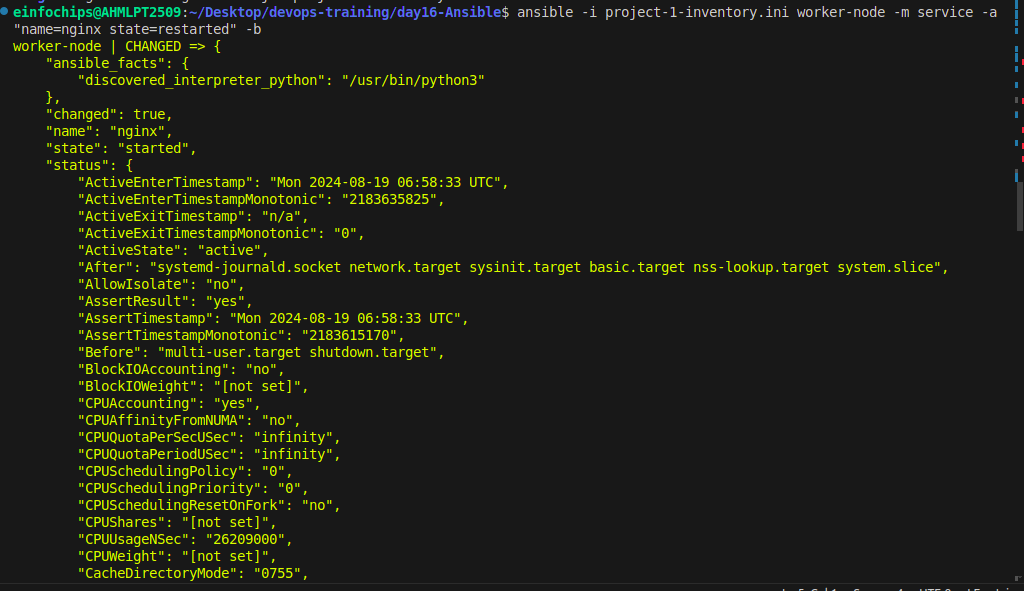 einfochips@AHMLPT2509:~/Desktop/devops-training/day16-Ansible$ ansible -i project-1-inventory.ini worker-node -m service -a
"name=nginx state=restarted" -b
worker-node | CHANGED => {
    "ansible_facts": {
        "discovered_interpreter_python": "/usr/bin/python3"
    },
    "changed": true,
    "name": "nginx",
    "state": "started",
    "status": {
        "ActiveEnterTimestamp": "Mon 2024-08-19 06:58:33 UTC",
        "ActiveEnterTimestampMonotonic": "2183635825",
        "ActiveExitTimestamp": "n/a",
        "ActiveExitTimestampMonotonic": "0",
        "ActiveState": "active",
        "After": "systemd-journald.socket network.target sysinit.target basic.target nss-lookup.target system.slice",
        "AllowIsolate": "no",
        "AssertResult": "yes",
        "AssertTimestamp": "Mon 2024-08-19 06:58:33 UTC",
        "AssertTimestampMonotonic": "2183615170",
        "Before": "multi-user.target shutdown.target",
        "BlockIOAccounting": "no",
        "BlockIOWeight": "[not set]",
        "CPUAccounting": "yes",
        "CPUAffinityFromNUMA": "no",
        "CPUQuotaPerSecUSec": "infinity",
        "CPUQuotaPeriodUSec": "infinity",
        "CPUSchedulingPolicy": "0",
        "CPUSchedulingPriority": "0",
        "CPUSchedulingResetOnFork": "no",
        "CPUShares": "[not set]",
        "CPUUsageNSec": "26209000",
        "CPUWeight": "[not set]",
        "CacheDirectoryMode": "0755",